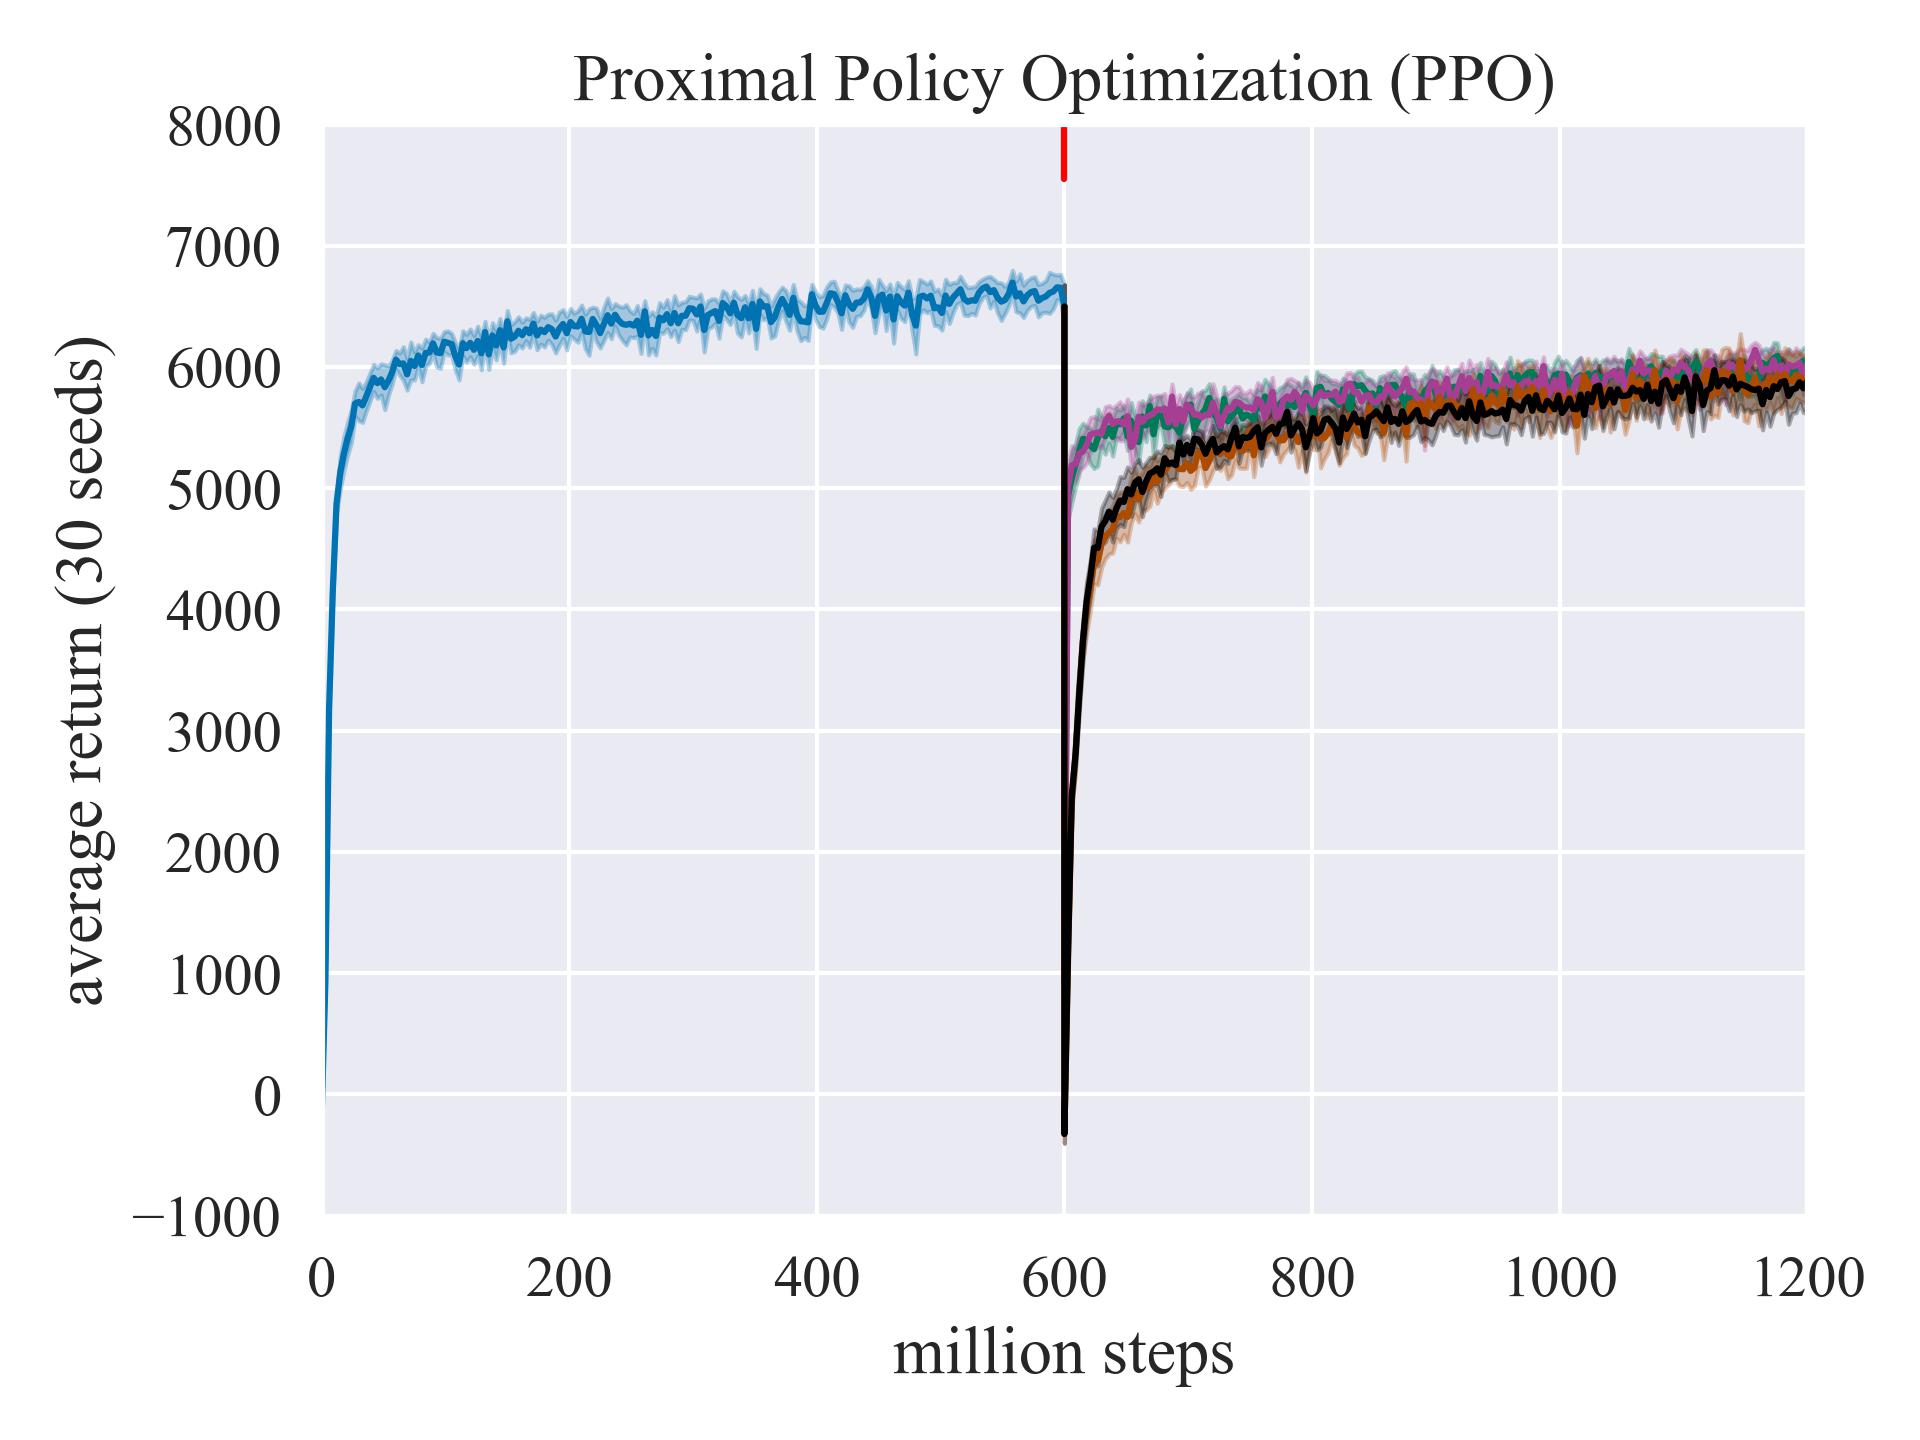 Proximal Policy Optimization (PPO)
8000
7000
6000
5000
4000
3000
2000
1000
0
−1000
average return (30 seeds)
0 200 400 600 800 1000 1200
million steps